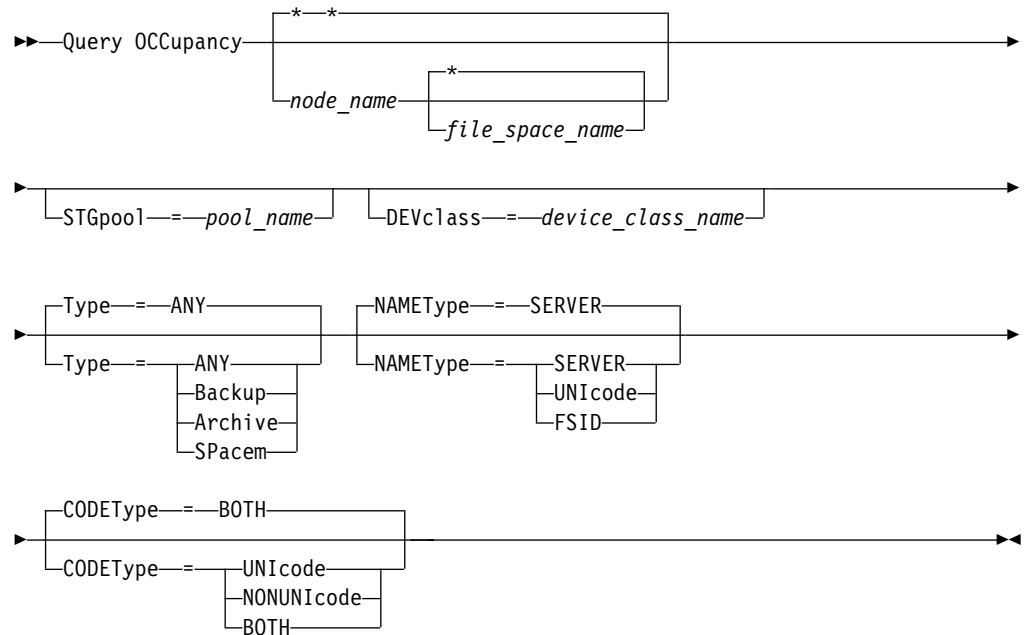 * *
Query OCCupancy
*
node_name
file_space_name
STGpool = pool_name DEVclass = device_class_name
Type = ANY NAMEType = SERVER
Type = ANY NAMEType = SERVER
Backup UNIcode
Archive FSID
SPacem
CODEType = BOTH
CODEType = UNIcode
NONUNIcode
BOTH